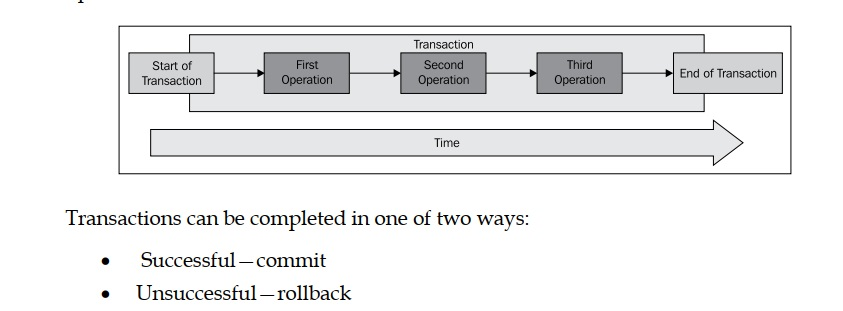 Transaction
Start of
Transaction
First
Operation
Second
Operation
Third
Operation
End of Transaction
Time
Transactions can be completed in one of two ways:
• Successful—commit
• Unsuccessful—rollback